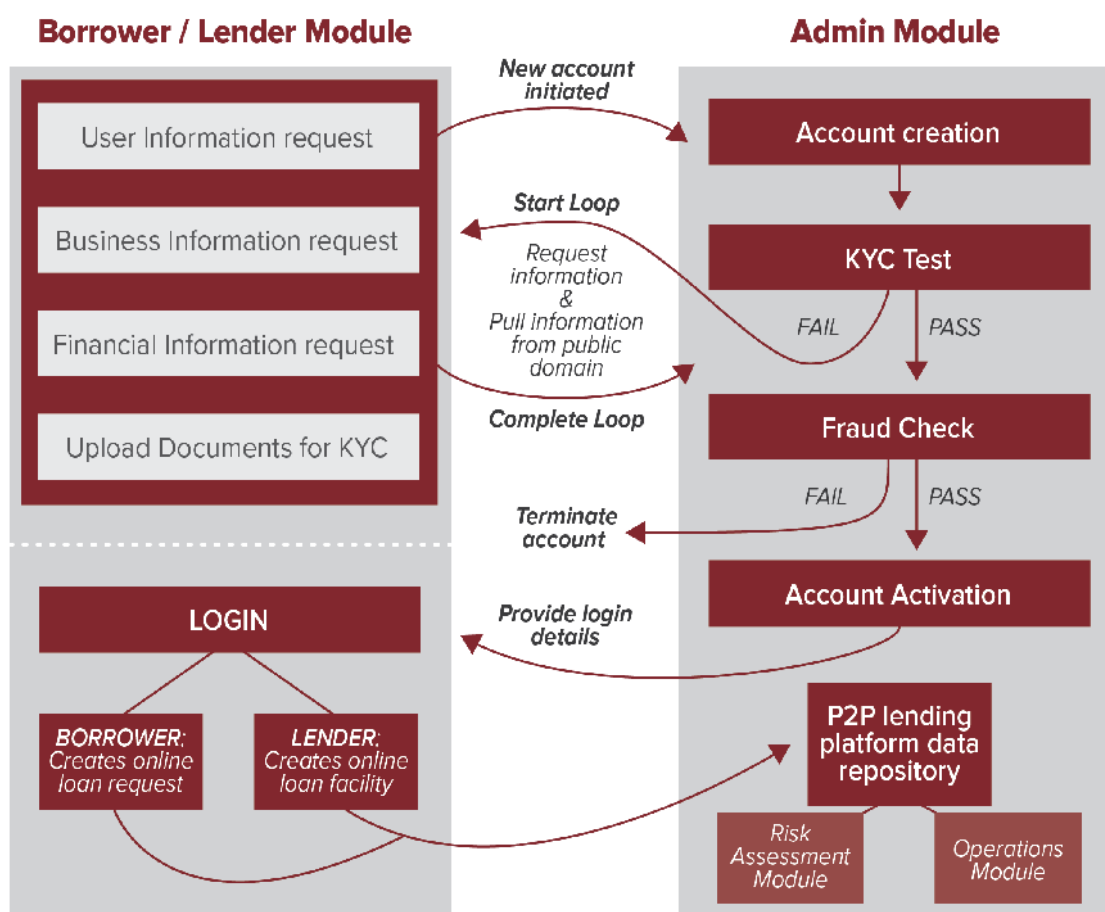 Borrower / Lender Module
Admin Module
User Information request
Business Information request
Financial Information request
Upload Documents for KYC
New account
initiated
Start Loop
Request
information
&
Pull information
from public
domain
Complete Loop
Account creation
KYC Test
FAIL
PASS
Fraud Check
FAIL
PASS
Terminate
account
Account Activation
Provide login
details
LOGIN
BORROWER:
Creates online
loan request
LENDER:
Creates online
loan facility
P2P lending
platform data
repository
Risk
Assessment
Module
Operations
Module